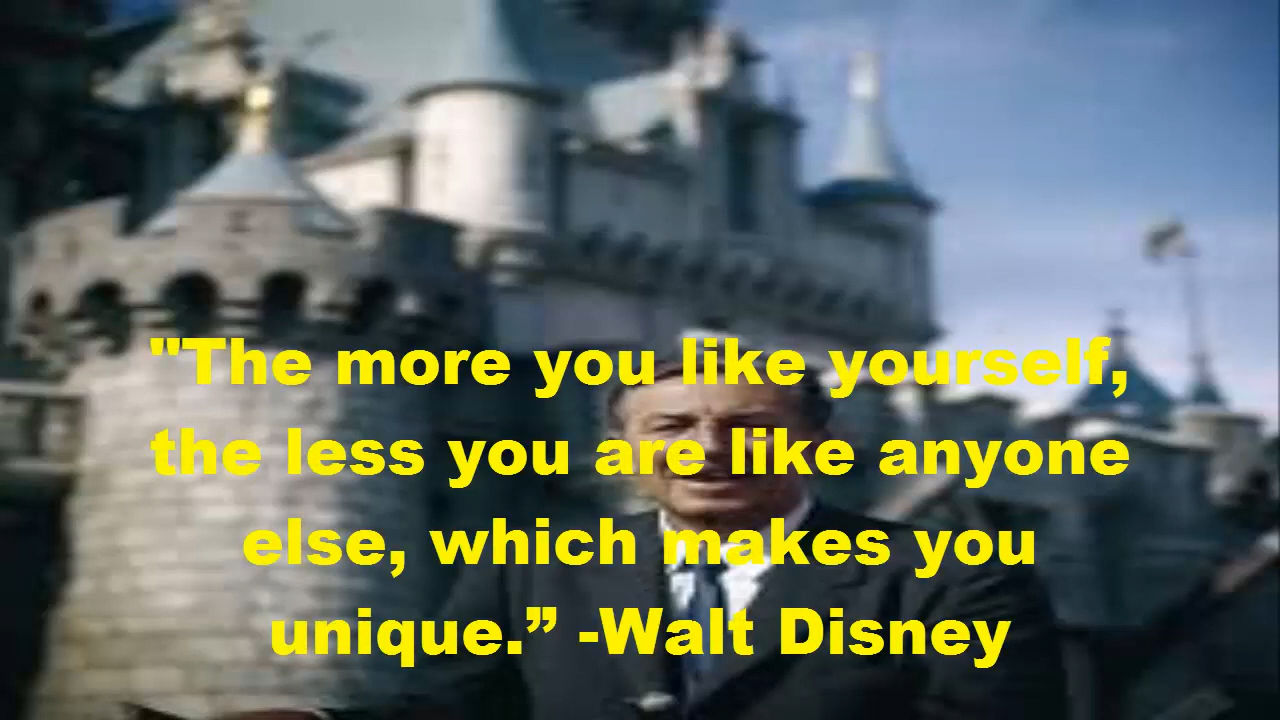 "The more you like yourself,
the less you are like anyone
else, which makes you
unique.” -Walt Disney